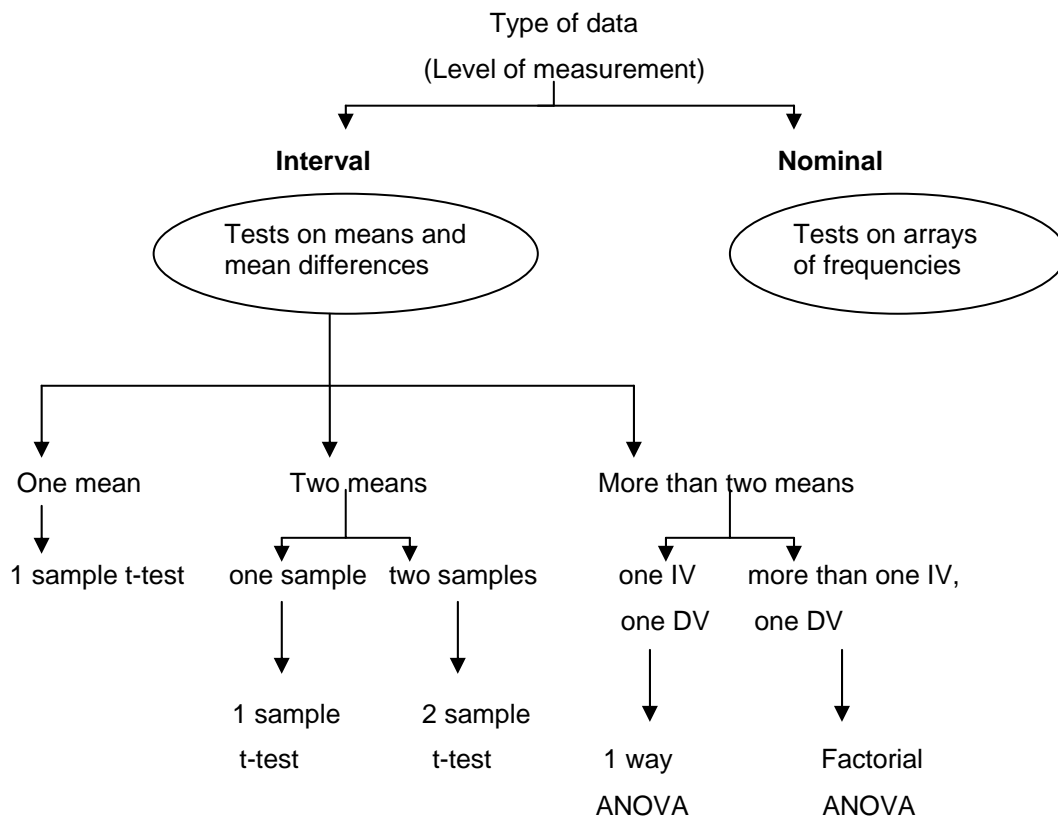 Type of data
(Level of measurement)
Interval
Nominal
Tests on means and
mean differences
Tests on arrays
of frequencies
One mean
Two means
More than two means
1 sample t-test
one sample
two samples
one IV
one DV
more than one IV,
one DV
1 sample
t-test
2 sample
t-test
1 way
ANOVA
Factorial
ANOVA